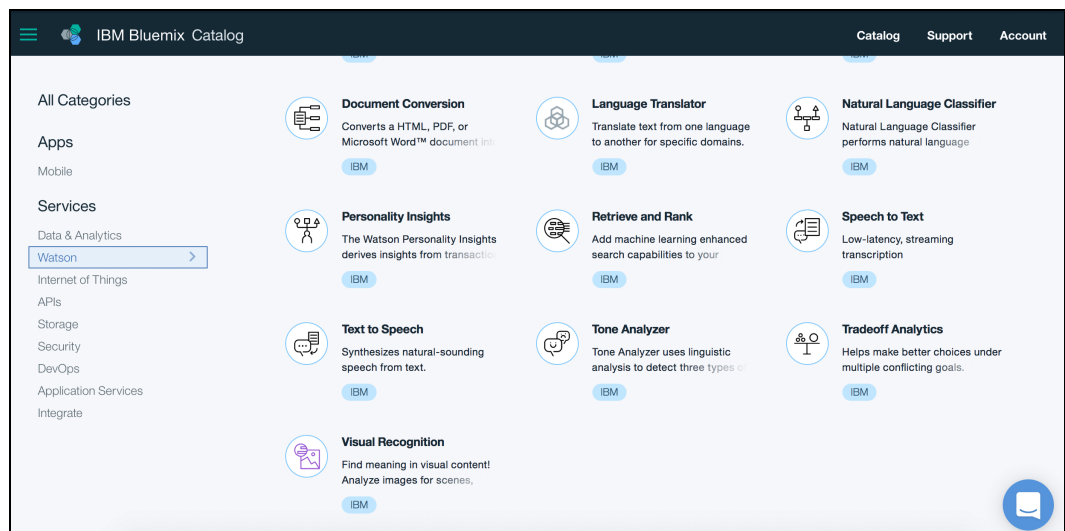 IBM Bluemix Catalog
Catalog Support Account
IBM IBM IBM
All Categories
Apps
Mobile
Services
Data & Analytics
Watson
Internet of Things
APIs
Storage
Security
DevOps
Application Services
Integrate
Document Conversion
Converts a HTML, PDF, or
Microsoft Word™ document into
IBM
Language Translator
Translate text from one language
to another for specific domains.
IBM
Natural Language Classifier
Natural Language Classifier
performs natural language
IBM
Personality Insights
The Watson Personality Insights
derives insights from transactio
IBM
Retrieve and Rank
Add machine learning enhanced
search capabilities to your
IBM
Speech to Text
Low-latency, streaming
transcription
IBM
Text to Speech
Synthesizes natural-sounding
speech from text.
IBM
Tone Analyzer
Tone Analyzer uses linguistic
analysis to detect three types of
IBM
Tradeoff Analytics
Helps make better choices under
multiple conflicting goals.
IBM
Visual Recognition
Find meaning in visual content!
Analyze images for scenes,
IBM